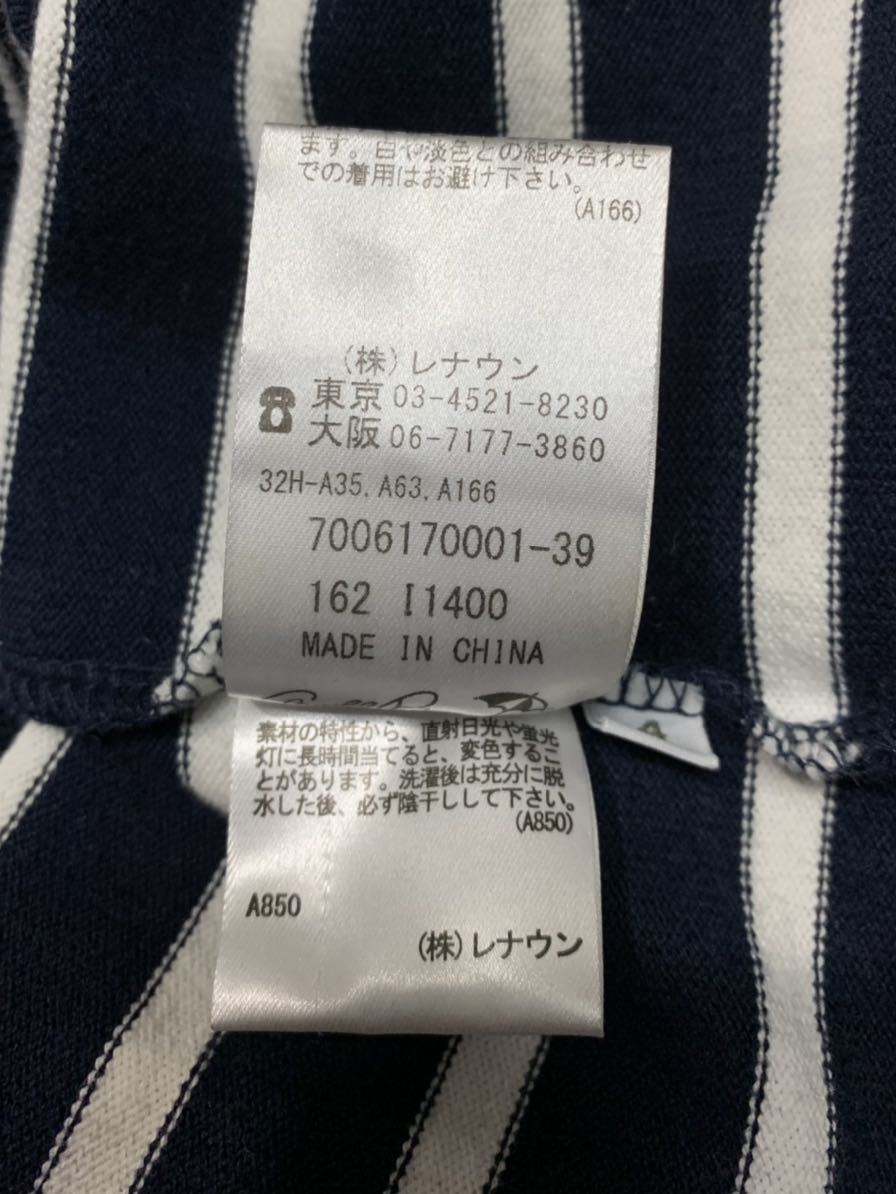 ます。白や淡色との組み合わせ
での着用はお避け下さい。
(A166)
(株)レナウン
東京 03-4521-8230
大阪 06-7177-3860
32H-A35, A63, A166
7006170001-39
162 I1400
MADE IN CHINA
素材の特性から、直射日光や蛍光
灯に長時間当てると、変色するこ
とがあります。洗濯後は充分に脱
水した後、必ず陰干しして下さい。
(A850)
A850
(株)レナウン